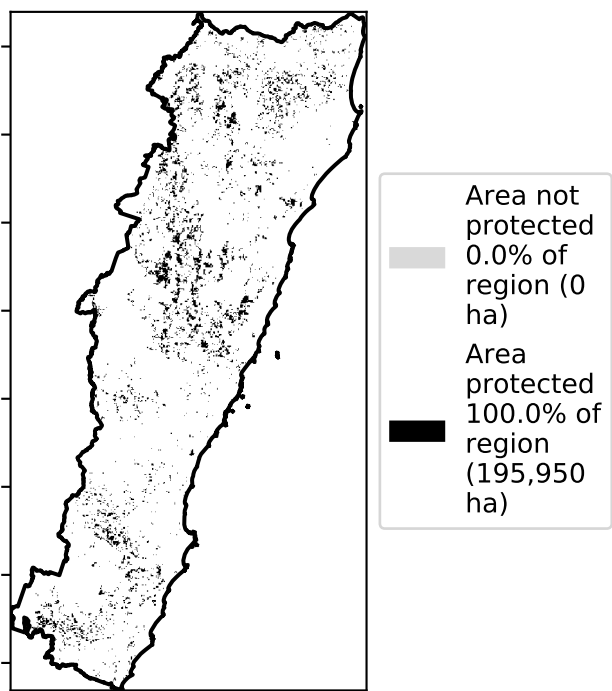 Area not
protected
0.0% of
region (0
ha)
Area
protected
100.0% of
region
(195,950
ha)